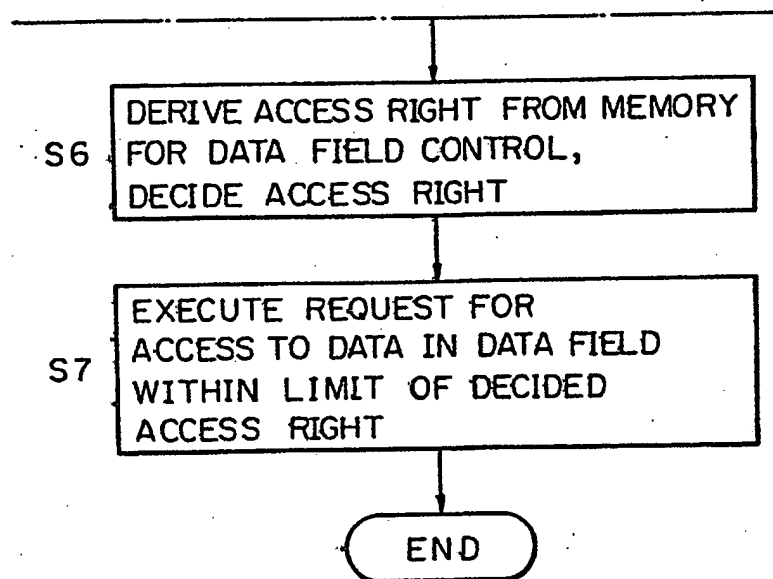 S6
DERIVE ACCESS RIGHT FROM MEMORY
FOR DATA FIELD CONTROL,
DECIDE ACCESS RIGHT
S7
EXECUTE REQUEST FOR
ACCESS TO DATA IN DATA FIELD
WITHIN LIMIT OF DECIDED
ACCESS RIGHT
END